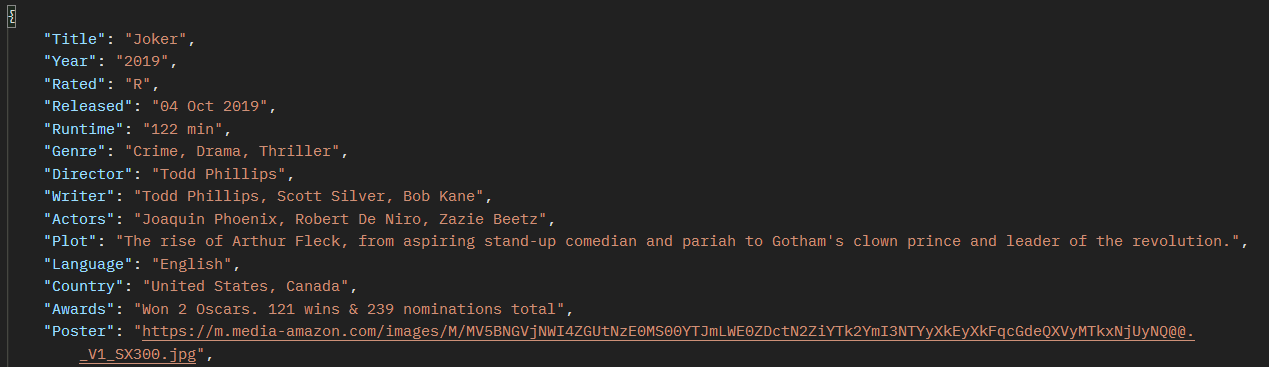 {
"Title": "Joker",
"Year": "2019",
"Rated": "R",
"Released": "04 Oct 2019",
"Runtime": "122 min",
"Genre": "Crime, Drama, Thriller",
"Director": "Todd Phillips",
"Writer": "Todd Phillips, Scott Silver, Bob Kane",
"Actors": "Joaquin Phoenix, Robert De Niro, Zazie Beetz",
"Plot": "The rise of Arthur Fleck, from aspiring stand-up comedian and pariah to Gotham's clown prince and leader of the revolution.",
"Language": "English",
"Country": "United States, Canada",
"Awards": "Won 2 Oscars. 121 wins & 239 nominations total",
"Poster": "https://m.media-amazon.com/images/M/MV5BNGVjNWI4ZGUtNzE0MS00YTJmLWE0ZDctN2ZiYTk2YmI3NTYyXkEyXkFqcGdeQXVyMTkxNjUyNQ@@.
_V1_SX300.jpg",